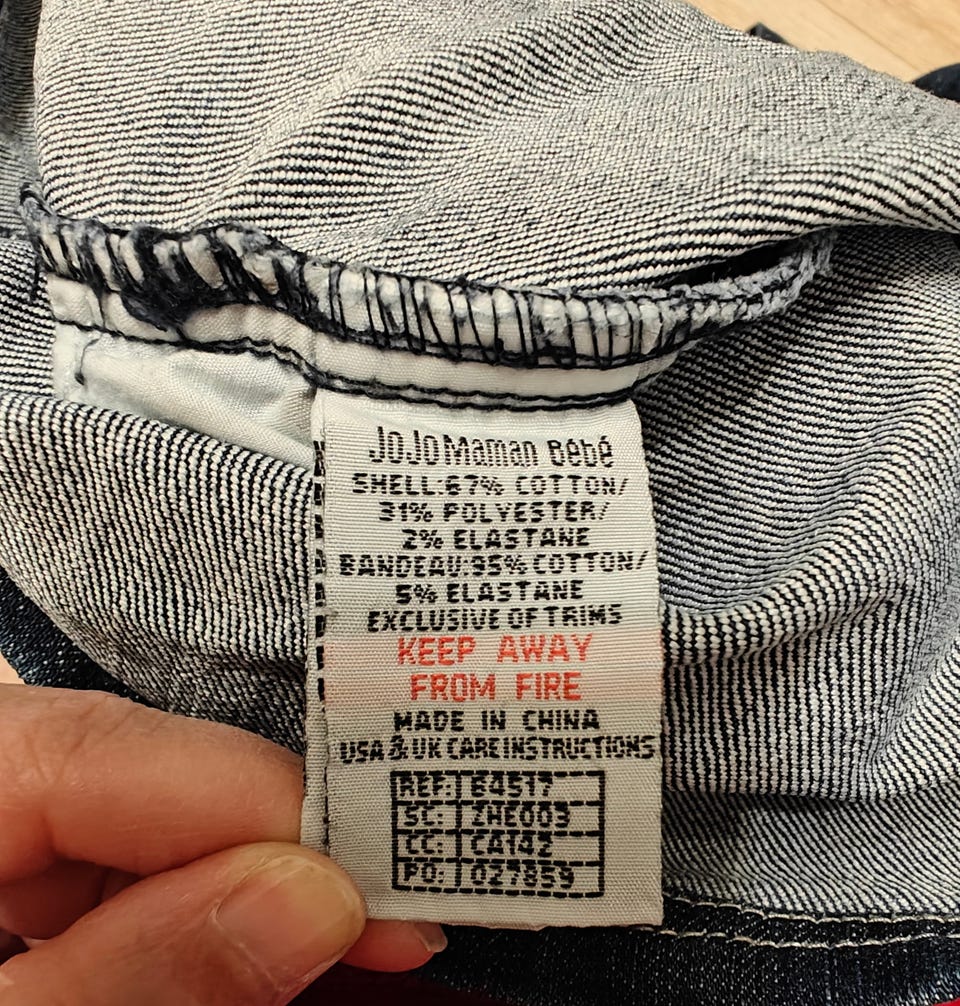 JoJo Maman Bébé
SHELL:67% COTTON/
31% POLYESTER/
2% ELASTANE
BANDEAU:95% COTTON/
5% ELASTANE
EXCLUSIVE OF TRIMS
KEEP AWAY
FROM FIRE
MADE IN CHINA
USA & UK CARE INSTRUCTIONS
REF: B4517
SC: ZHE003
CC: CA142
PO: 027859